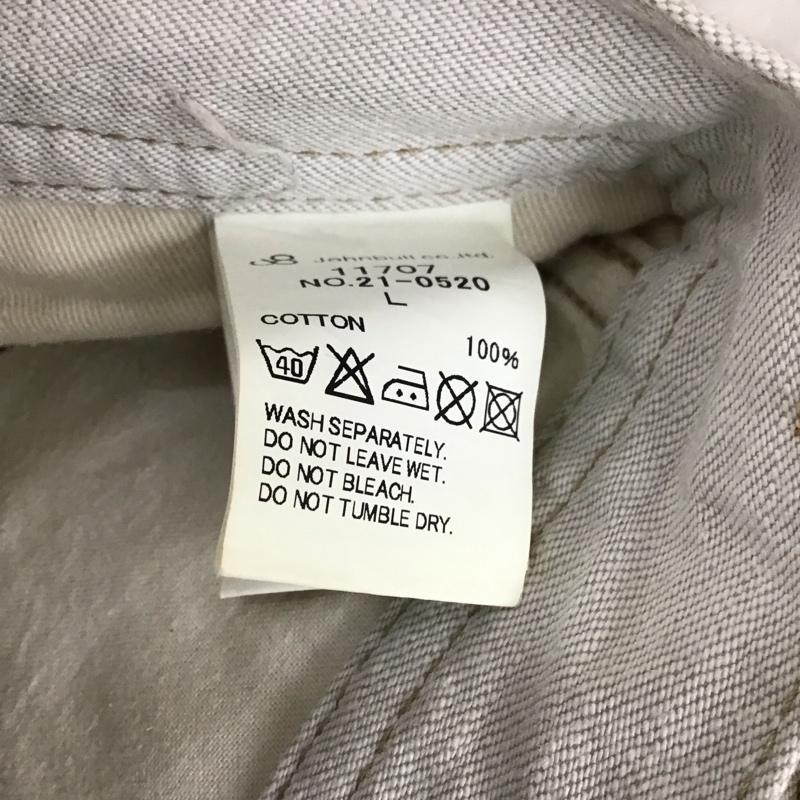 Johnbull co.,ltd.
11707
NO.21-0520
L
COTTON
100%
40
WASH SEPARATELY.
DO NOT LEAVE WET.
DO NOT BLEACH.
DO NOT TUMBLE DRY.